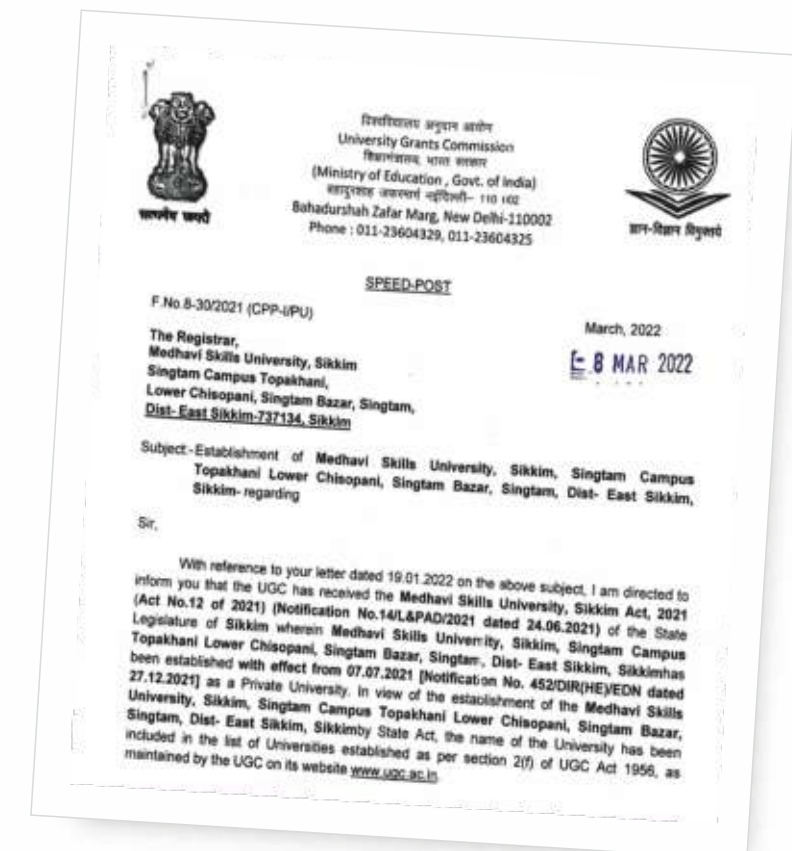 विश्वविद्यालय अनुदान आयोग
University Grants Commission
शिक्षा मंत्रालय, भारत सरकार
(Ministry of Education , Govt. of India)
110 002
Bahadurshah Zafar Marg, New Delhi-110002
Phone : 011-23604329, 011-23604325
ज्ञान-विज्ञान विमुक्तये
SPEED-POST
F.No.8-30/2021 (CPP-I/PU)
March, 2022
8 MAR 2022
The Registrar,
Medhavi Skills University, Sikkim
Singtam Campus Topakhani,
Lower Chisopani, Singtam Bazar, Singtam,
Dist- East Sikkim-737134, Sikkim
Subject:-Establishment of Medhavi Skills University, Sikkim, Singtam Campus
Topakhani Lower Chisopani, Singtam Bazar, Singtam, Dist- East Sikkim,
Sikkim- regarding
Sir,
With reference to your letter dated 19.01.2022 on the above subject, I am directed to
inform you that the UGC has received the Medhavi Skills University, Sikkim Act, 2021
(Act No.12 of 2021) (Notification No.14/L&PAD/2021 dated 24.06.2021) of the State
Legislature of Sikkim wherein Medhavi Skills University, Sikkim, Singtam Campus
Topakhani Lower Chisopani, Singtam Bazar, Singtam, Dist- East Sikkim, Sikkimhas
been established with effect from 07.07.2021 [Notification No. 452/DIR(HE)/EDN dated
27.12.2021] as a Private University. In view of the establishment of the Medhavi Skills
University, Sikkim, Singtam Campus Topakhani Lower Chisopani, Singtam Bazar,
Singtam, Dist- East Sikkim, Sikkimby State Act, the name of the University has been
included in the list of Universities established as per section 2(f) of UGC Act 1956, as
maintained by the UGC on its website www.ugc.ac.in.